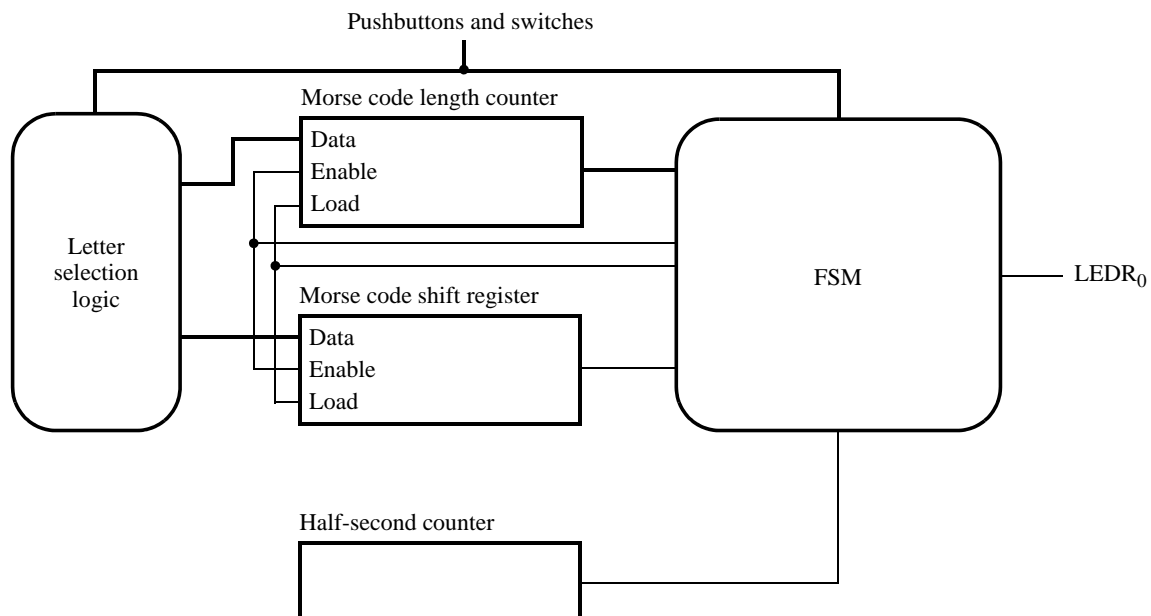 Pushbuttons and switches
Morse code length counter
Data
Enable
Load
Letter
selection
logic
FSM
LEDR0
Morse code shift register
Data
Enable
Load
Half-second counter